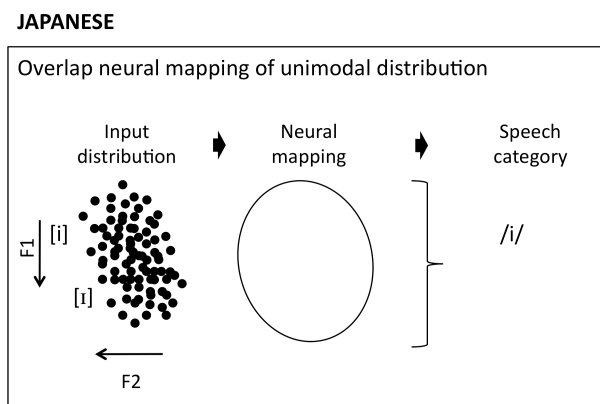 JAPANESE
Overlap neural mapping of unimodal distribution
Input
distribution
Neural
mapping
Speech
category
F1
[i]
[ɪ]
/i/
F2